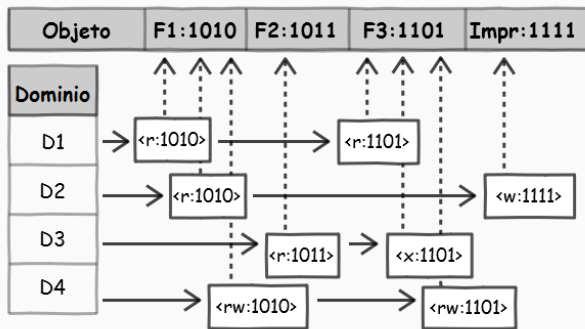 Objeto F1:1010 F2:1011 F3:1101 Impr:1111
Dominio
D1 <r:1010> <r:1101>
D2 <r:1010> <w:1111>
D3 <r:1011> <x:1101>
D4 <rw:1010> <rw:1101>